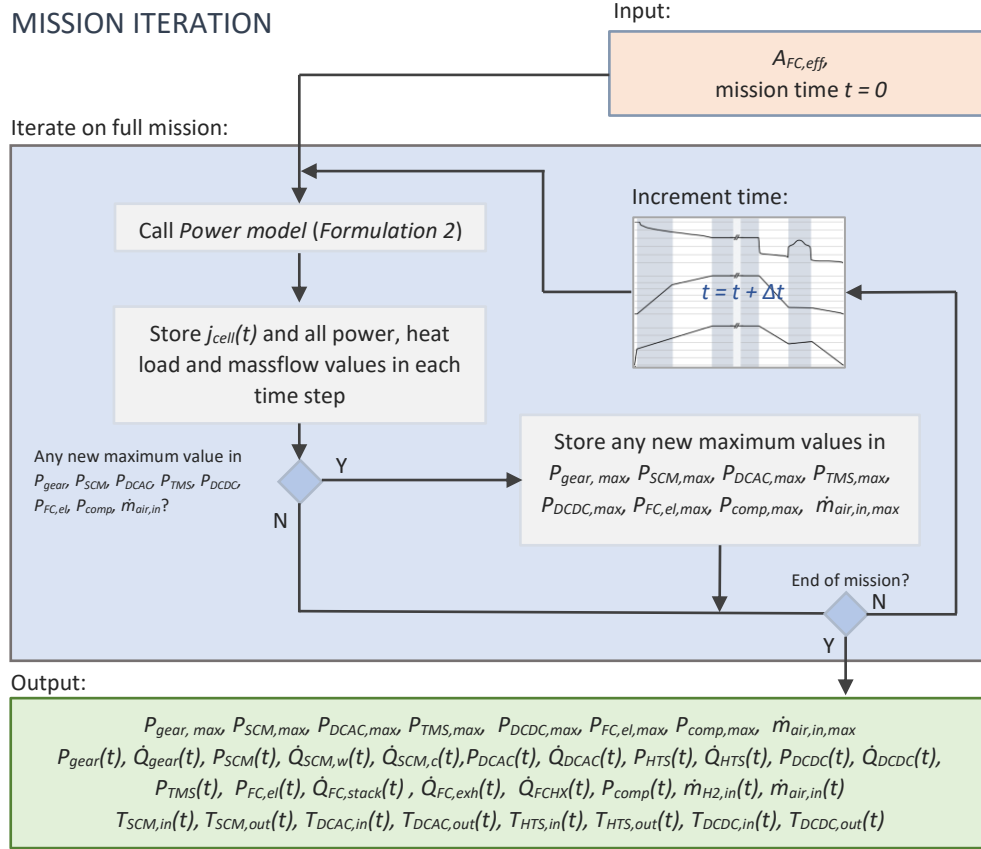 MISSION ITERATION
Input:
A_FC,eff,
mission time t = 0
Iterate on full mission:
Increment time:
Call Power model (Formulation 2)
t = t + Δt
Store j_cell(t) and all power, heat
load and massflow values in each
time step
Any new maximum value in
P_gear, P_SCM, P_DCAC, P_TMS, P_DCDC,
P_FC,el, P_comp, ṁ_air,in?
Y
N
Store any new maximum values in
P_gear, max, P_SCM,max, P_DCAC,max, P_TMS,max,
P_DCDC,max, P_FC,el,max, P_comp,max, ṁ_air,in,max
End of mission?
N
Y
Output:
P_gear, max, P_SCM,max, P_DCAC,max, P_TMS,max, P_DCDC,max, P_FC,el,max, P_comp,max, ṁ_air,in,max
P_gear(t), Q̇_gear(t), P_SCM(t), Q̇_SCM,w(t), Q̇_SCM,c(t),P_DCAC(t), Q̇_DCAC(t), P_HTS(t), Q̇_HTS(t), P_DCDC(t), Q̇_DCDC(t),
P_TMS(t), P_FC,el(t), Q̇_FC,stack(t) , Q̇_FC,exh(t), Q̇_FCHX(t), P_comp(t), ṁ_H2,in(t), ṁ_air,in(t)
T_SCM,in(t), T_SCM,out(t), T_DCAC,in(t), T_DCAC,out(t), T_HTS,in(t), T_HTS,out(t), T_DCDC,in(t), T_DCDC,out(t)